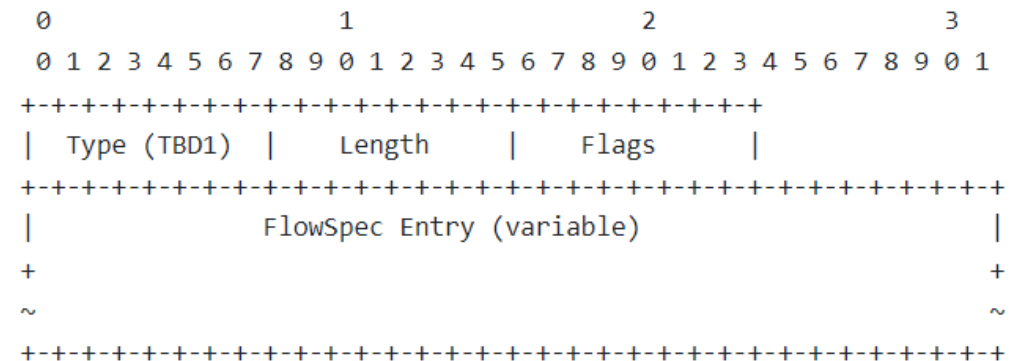 0                   1                   2                   3
 0 1 2 3 4 5 6 7 8 9 0 1 2 3 4 5 6 7 8 9 0 1 2 3 4 5 6 7 8 9 0 1
+-+-+-+-+-+-+-+-+-+-+-+-+-+-+-+-+-+-+-+-+-+-+-+-+
|  Type (TBD1)  |    Length     |    Flags      |
+-+-+-+-+-+-+-+-+-+-+-+-+-+-+-+-+-+-+-+-+-+-+-+-+-+-+-+-+-+-+-+-+
|               FlowSpec Entry (variable)                       |
+                                                               +
~                                                               ~
+-+-+-+-+-+-+-+-+-+-+-+-+-+-+-+-+-+-+-+-+-+-+-+-+-+-+-+-+-+-+-+-+